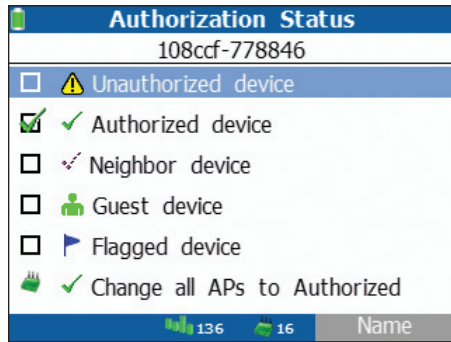 Authorization Status
108ccf-778846
Unauthorized device
Authorized device
Neighbor device
Guest device
Flagged device
Change all APs to Authorized
136 16 Name